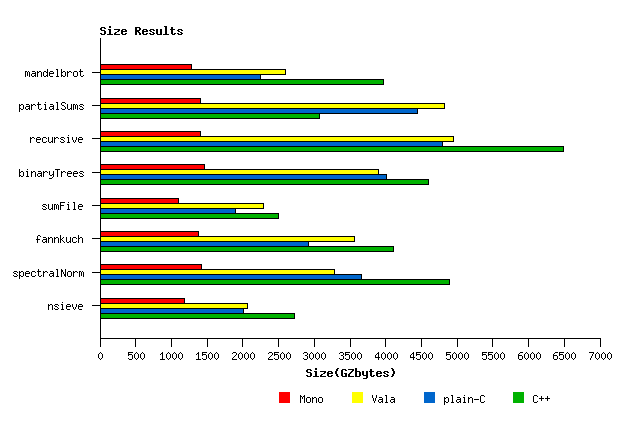 Size Results
mandelbrot
partialSums
recursive
binaryTrees
sumFile
fannkuch
spectralNorm
nsieve
0 500 1000 1500 2000 2500 3000 3500 4000 4500 5000 5500 6000 6500 7000
Size(GZbytes)
Mono Vala plain-C C++